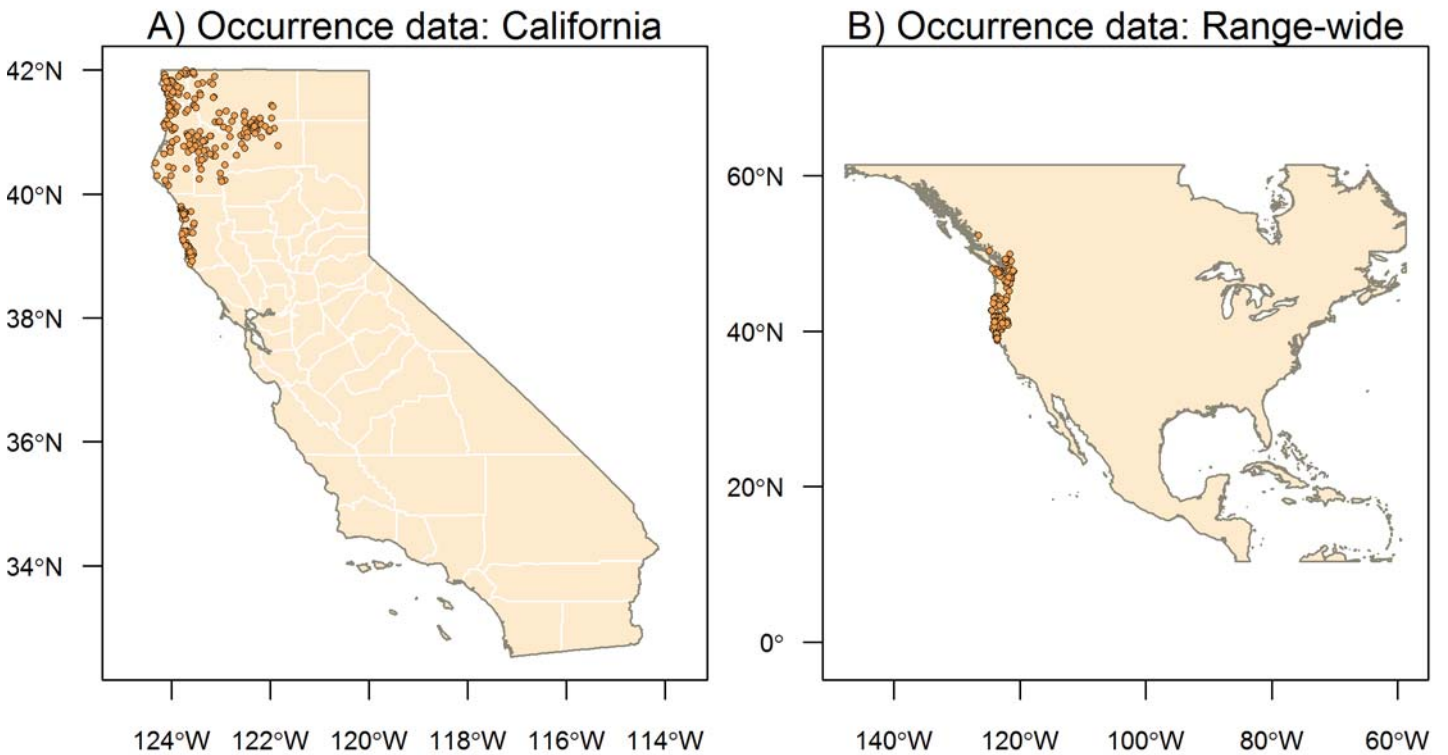 A) Occurrence data: California
B) Occurrence data: Range-wide
42°N
40°N
38°N
36°N
34°N
124°W 122°W 120°W 118°W 116°W 114°W
60°N
40°N
20°N
0°
140°W 120°W 100°W 80°W 60°W